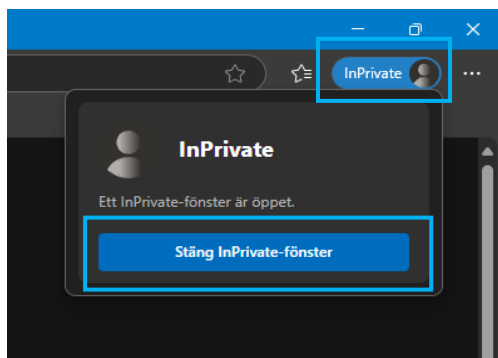 InPrivate
InPrivate
Ett InPrivate-fönster är öppet.
Stäng InPrivate-fönster